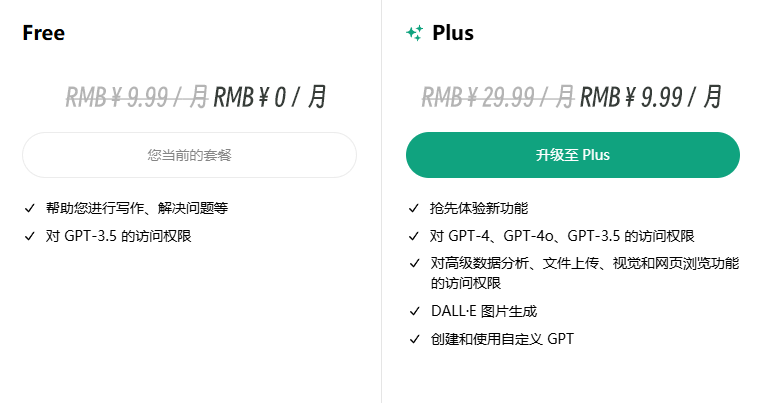 Free
RMB ¥ 9.99 / 月 RMB ¥ 0 / 月
您当前的套餐
帮助您进行写作、解决问题等
对 GPT-3.5 的访问权限
Plus
RMB ¥ 29.99 / 月 RMB ¥ 9.99 / 月
升级至 Plus
抢先体验新功能
对 GPT-4、GPT-4o、GPT-3.5 的访问权限
对高级数据分析、文件上传、视觉和网页浏览功能
的访问权限
DALL·E 图片生成
创建和使用自定义 GPT